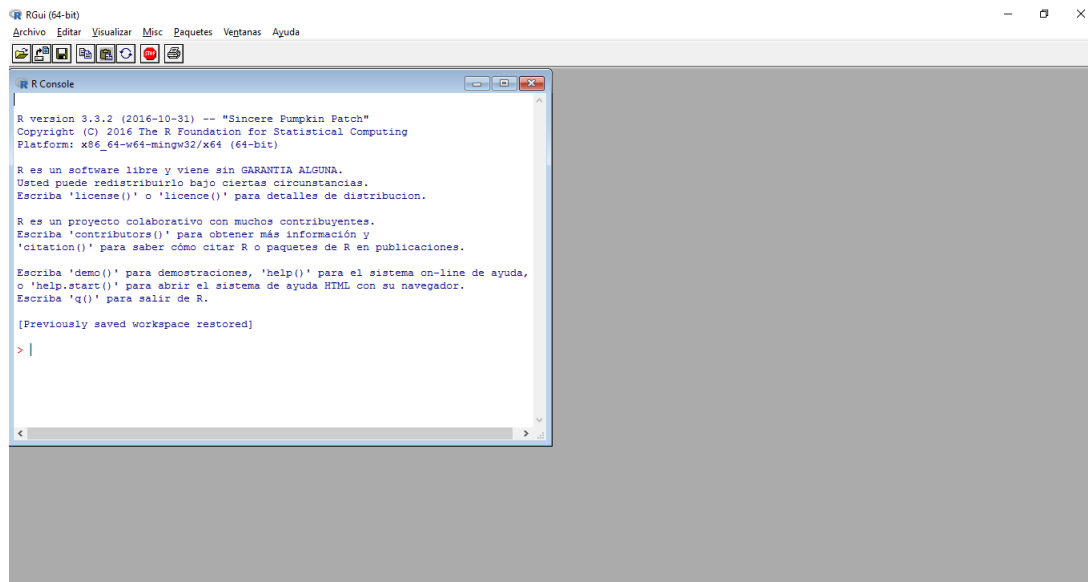 RGui (64-bit)
Archivo Editar Visualizar Misc Paquetes Ventanas Ayuda
STOP
R Console
R version 3.3.2 (2016-10-31) -- "Sincere Pumpkin Patch"
Copyright (C) 2016 The R Foundation for Statistical Computing
Platform: x86_64-w64-mingw32/x64 (64-bit)
R es un software libre y viene sin GARANTIA ALGUNA.
Usted puede redistribuirlo bajo ciertas circunstancias.
Escriba 'license()' o 'licence()' para detalles de distribucion.
R es un proyecto colaborativo con muchos contribuyentes.
Escriba 'contributors()' para obtener más información y
'citation()' para saber cómo citar R o paquetes de R en publicaciones.
Escriba 'demo()' para demostraciones, 'help()' para el sistema on-line de ayuda,
o 'help.start()' para abrir el sistema de ayuda HTML con su navegador.
Escriba 'q()' para salir de R.
[Previously saved workspace restored]
>